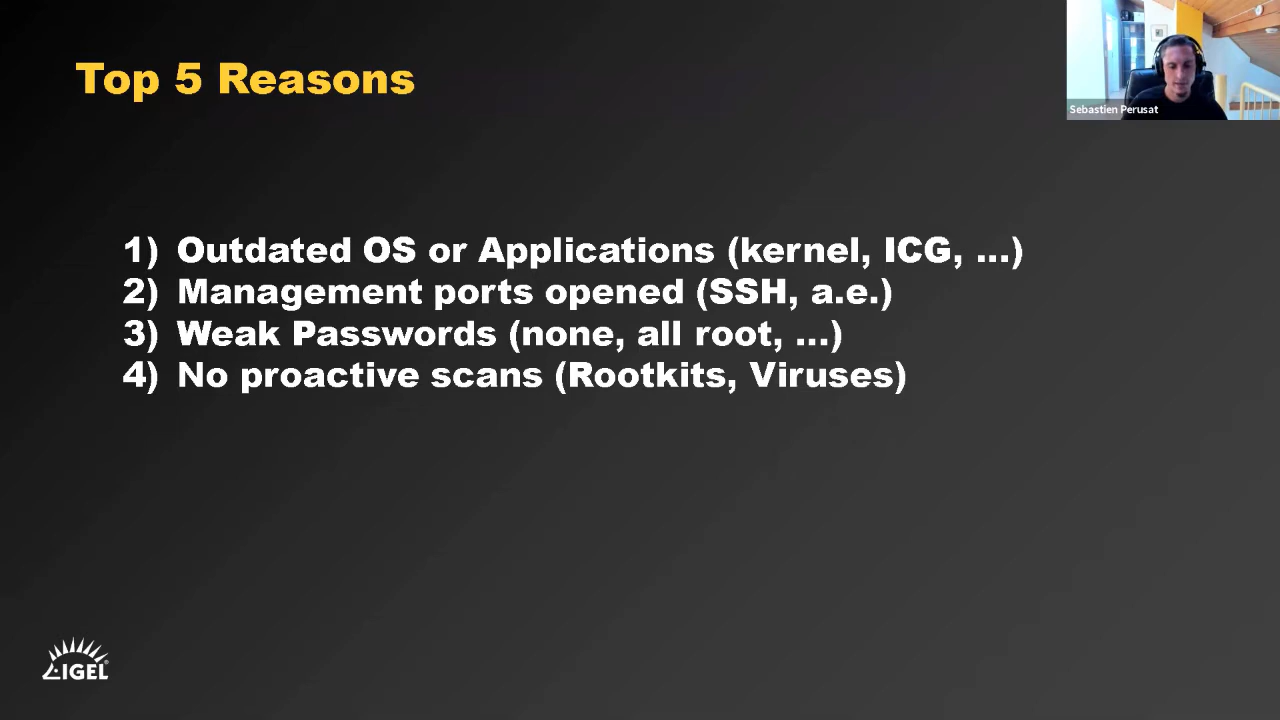 Top 5 Reasons
Sebastien Perusat
1) Outdated OS or Applications (kernel, ICG, ...)
2) Management ports opened (SSH, a.e.)
3) Weak Passwords (none, all root, ...)
4) No proactive scans (Rootkits, Viruses)
IGEL®